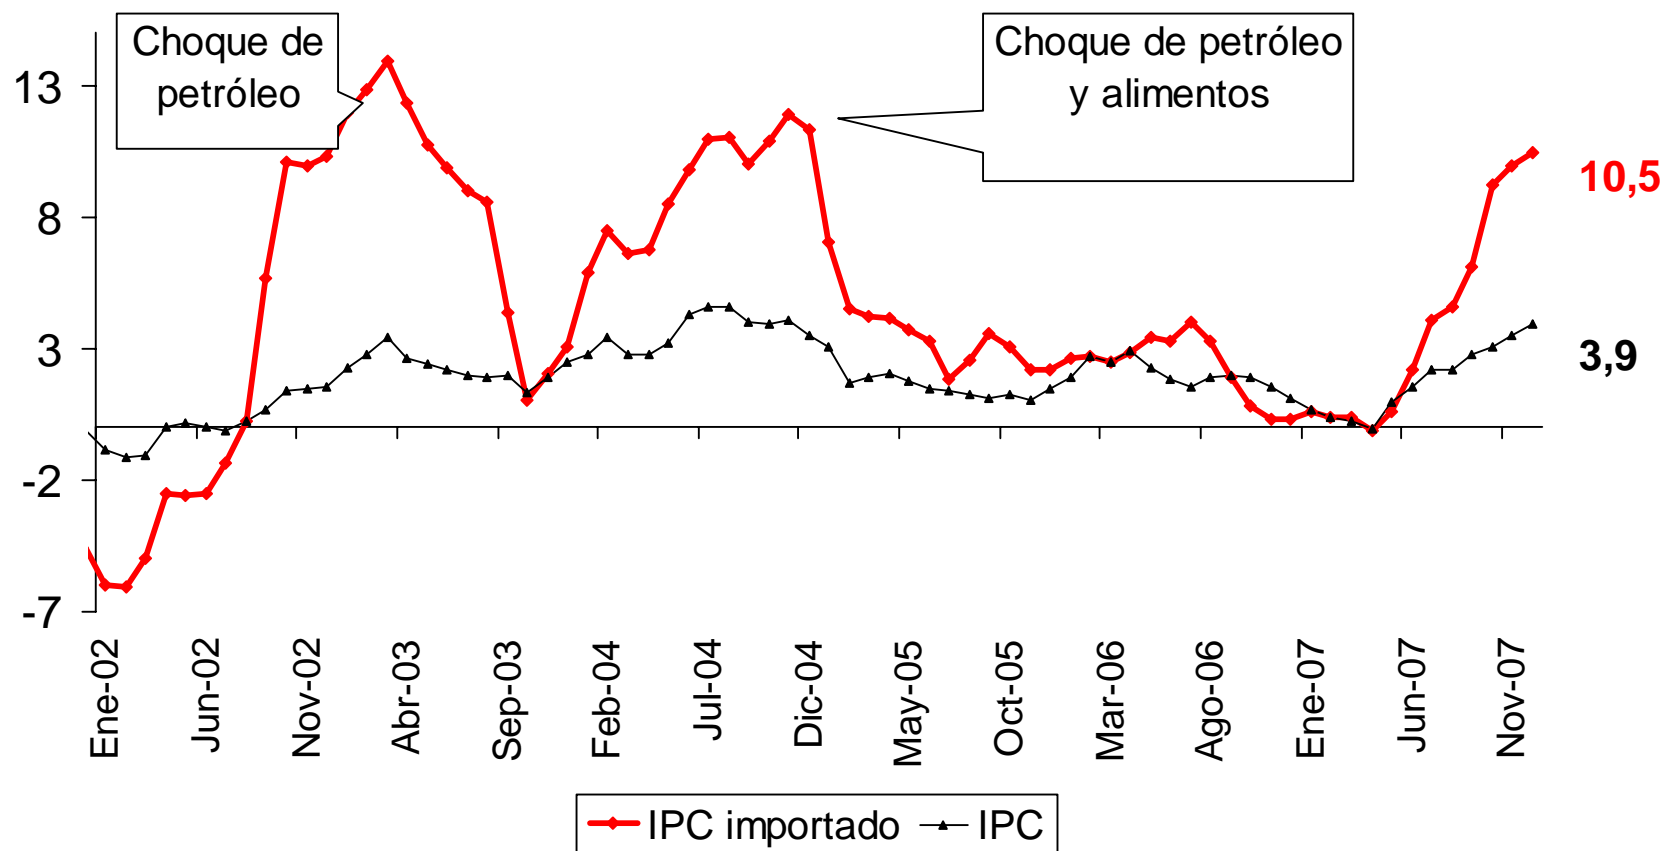 Choque de
petróleo
Choque de petróleo
y alimentos
13
8
3
-2
-7
10,5
3,9
Ene-02
Jun-02
Nov-02
Abr-03
Sep-03
Feb-04
Jul-04
Dic-04
May-05
Oct-05
Mar-06
Ago-06
Ene-07
Jun-07
Nov-07
IPC importado
IPC